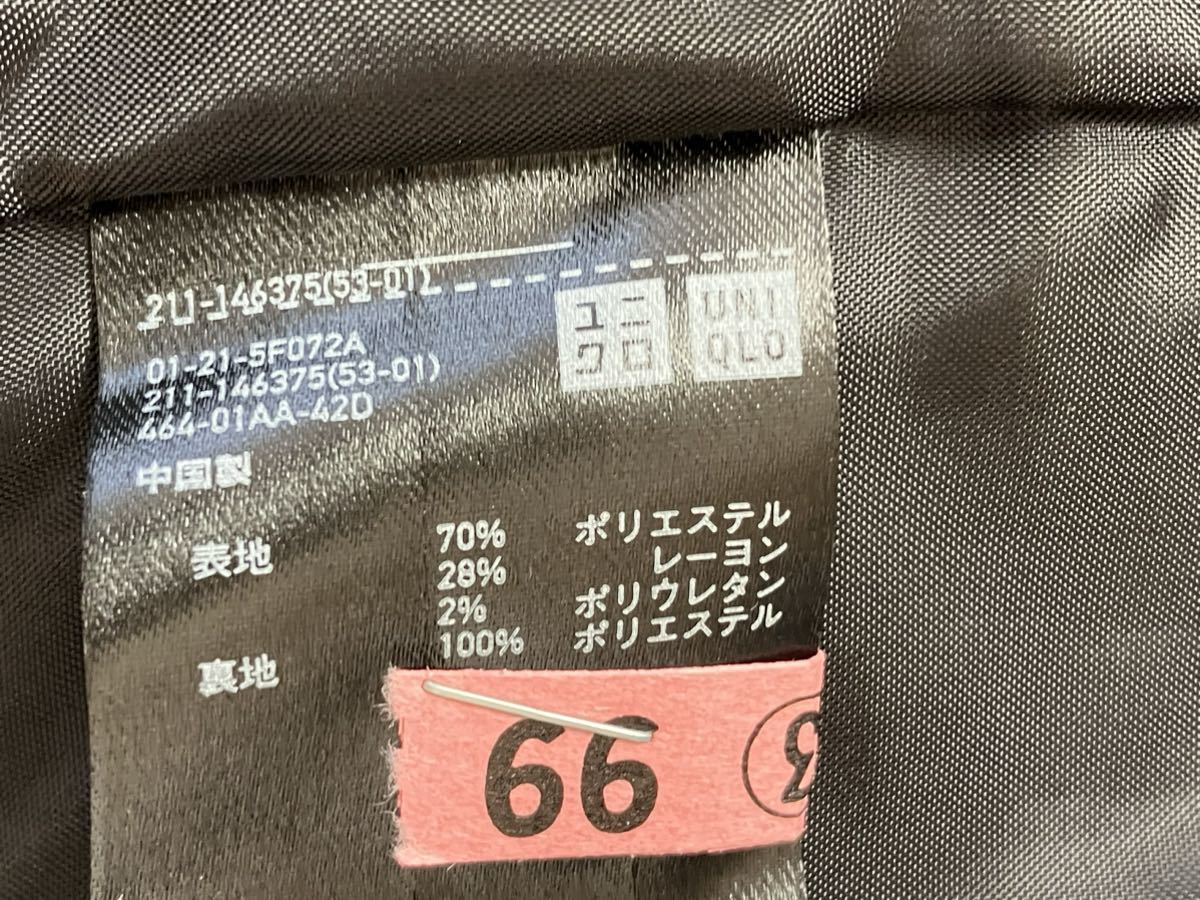 211-146375(53-01)
ユニ
クロ
UNI
QLO
01-21-5F072A
211-146375(53-01)
464-01AA-42D
中国製
表地
70% ポリエステル
28% レーヨン
2% ポリウレタン
裏地
100% ポリエステル
66